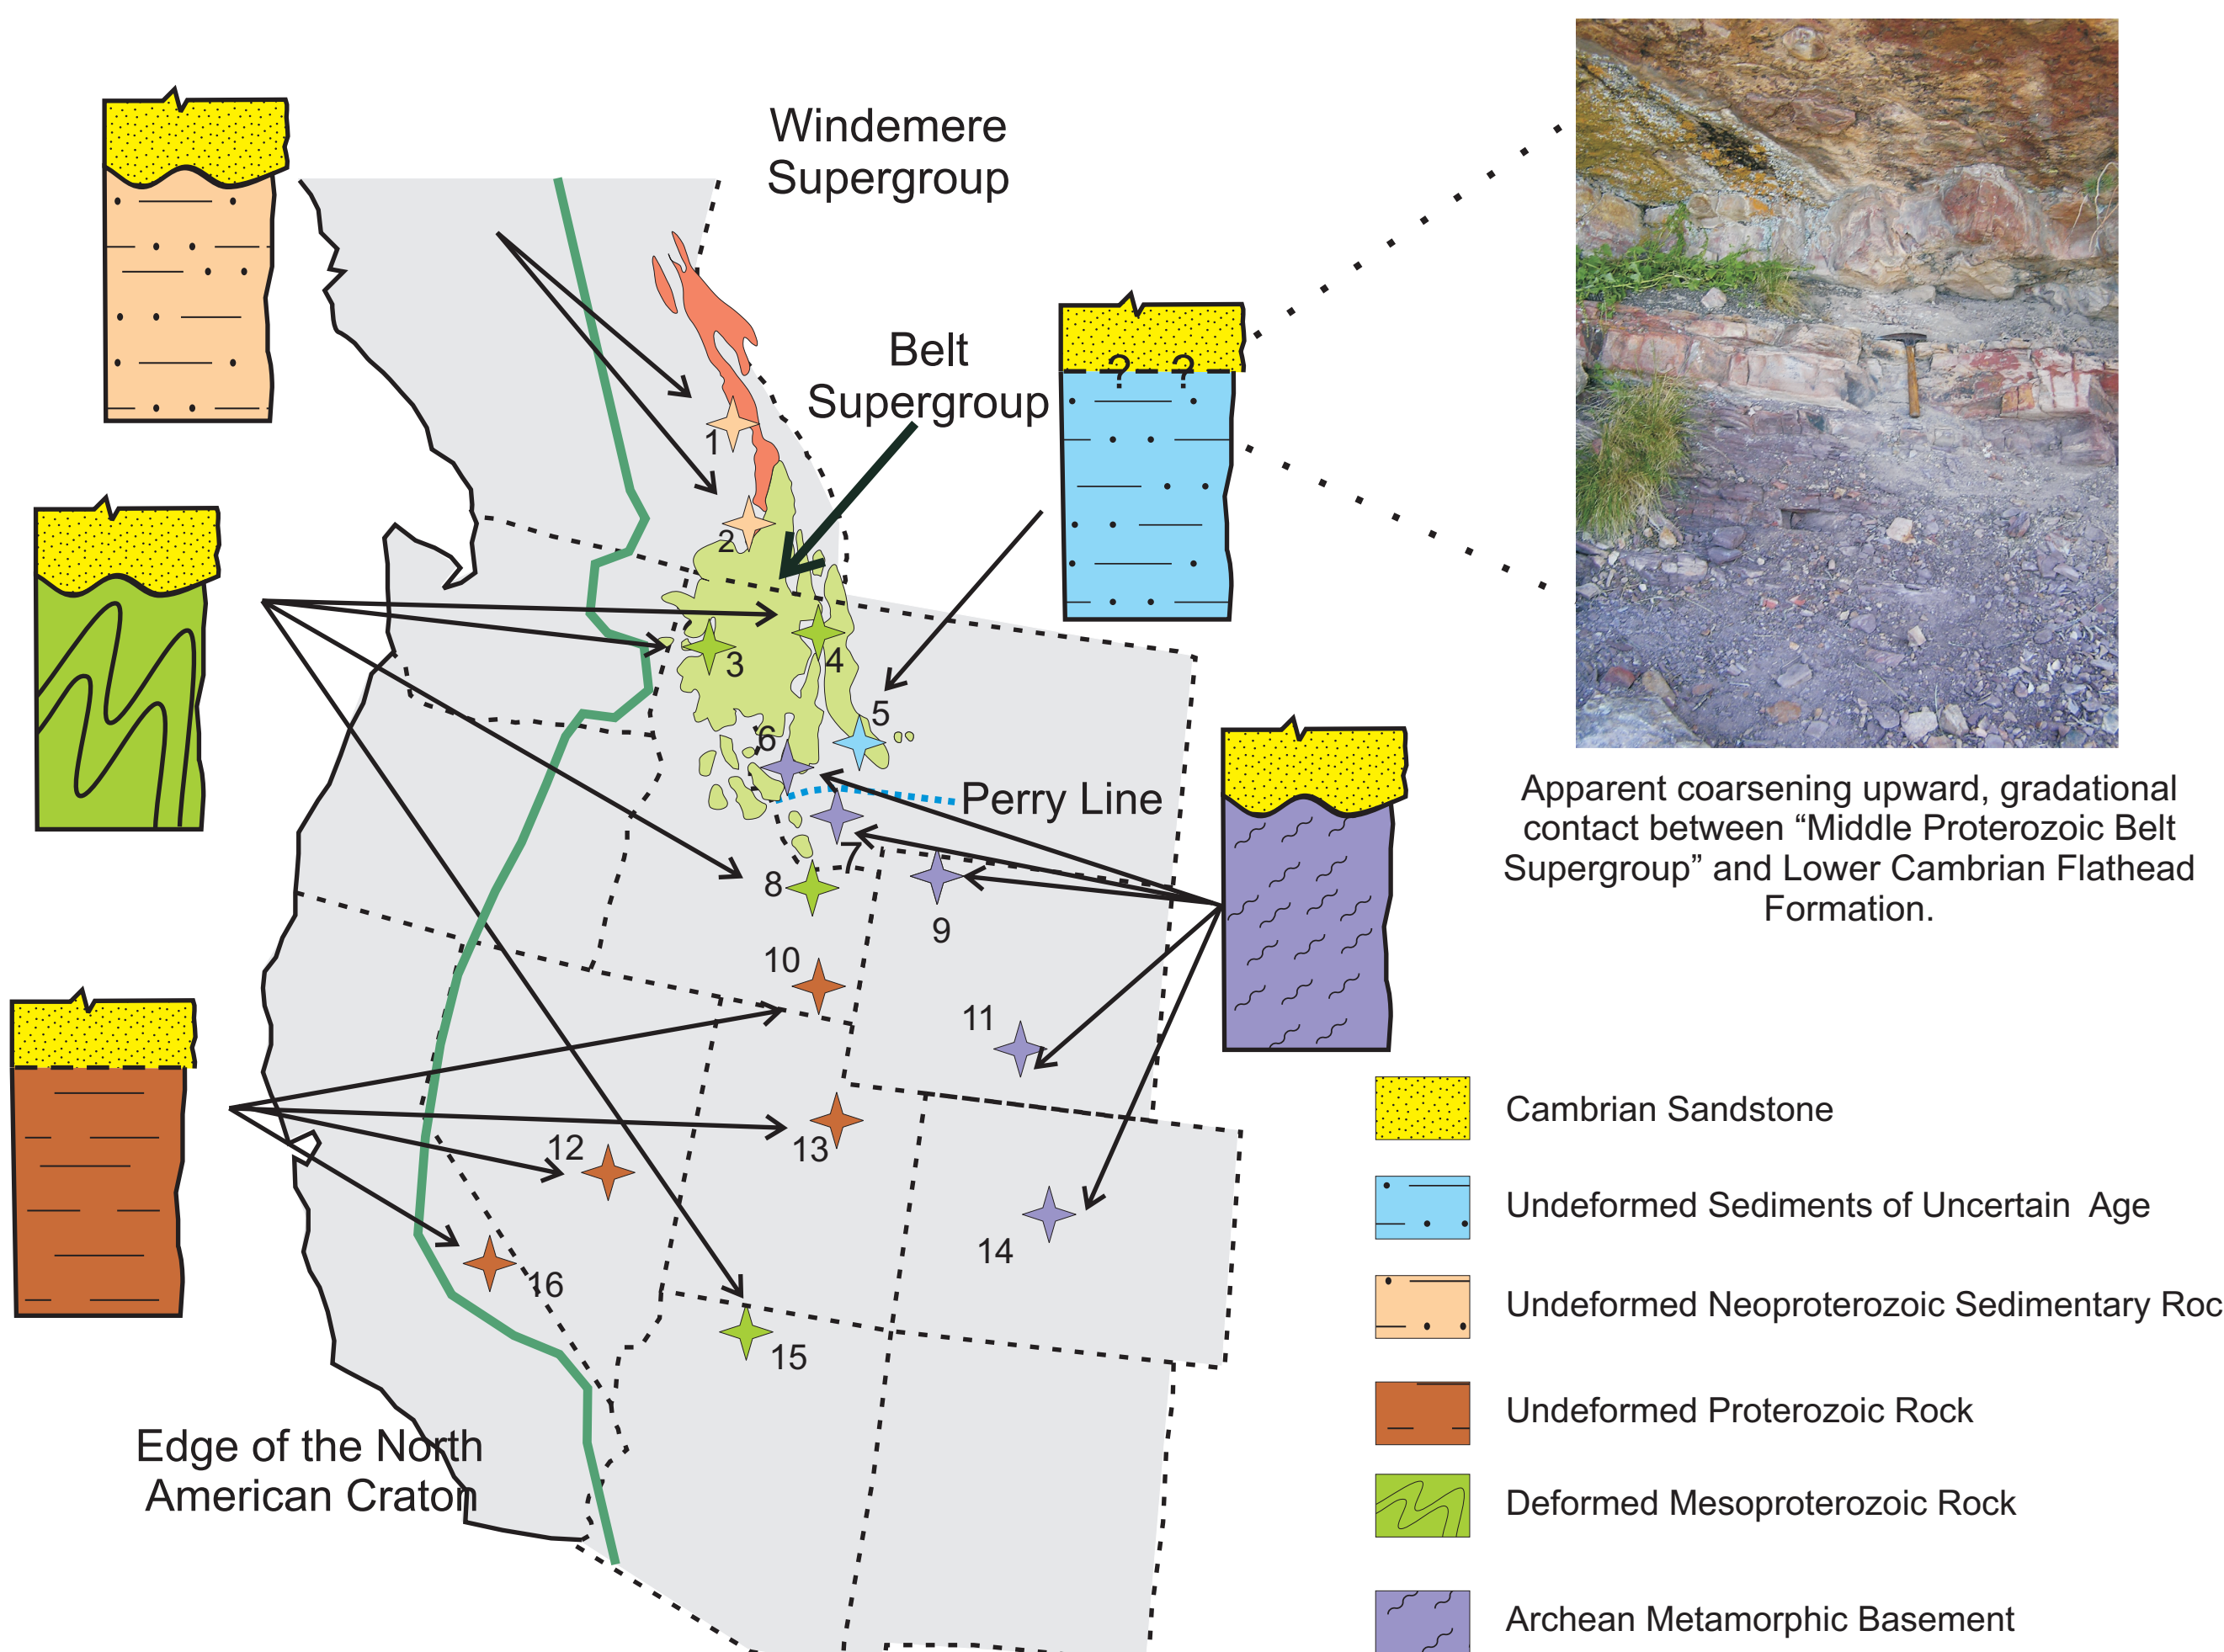 Windemere
Supergroup
Belt
Supergroup
? ?
1
2
3
4
5
6
Perry Line
7
8
9
10
11
12
13
14
15
16
Edge of the North
American Craton
Apparent coarsening upward, gradational
contact between “Middle Proterozoic Belt
Supergroup” and Lower Cambrian Flathead
Formation.
Cambrian Sandstone
Undeformed Sediments of Uncertain Age
Undeformed Neoproterozoic Sedimentary Roc
Undeformed Proterozoic Rock
Deformed Mesoproterozoic Rock
Archean Metamorphic Basement